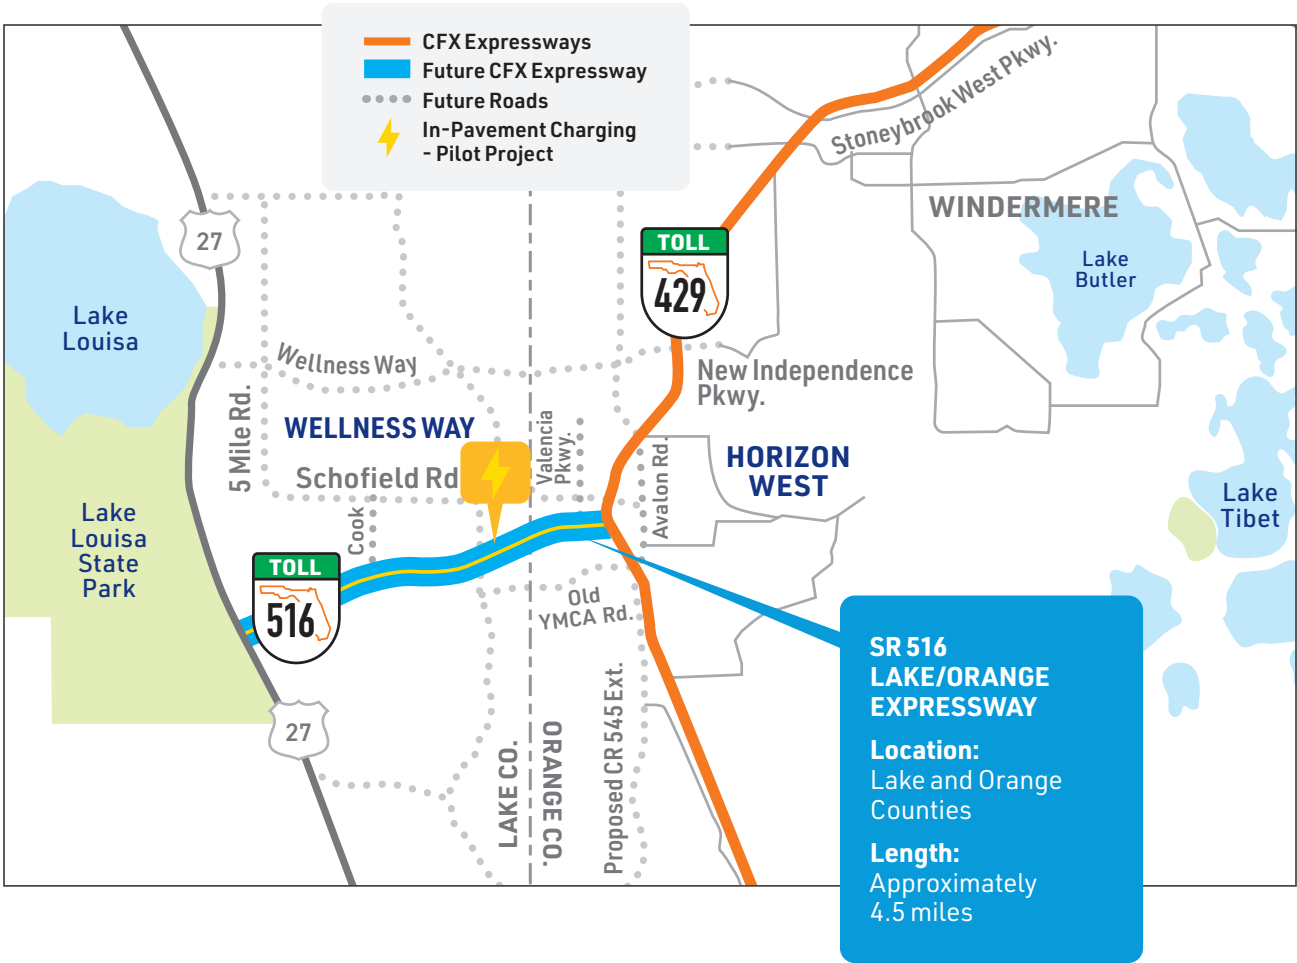 CFX Expressways
Future CFX Expressway
Future Roads
In-Pavement Charging
- Pilot Project
Stoneybrook West Pkwy.
WINDERMERE
27
TOLL
429
Lake
Butler
Lake
Louisa
Wellness Way
New Independence
Pkwy.
5 Mile Rd.
WELLNESS WAY
Valencia
Pkwy.
HORIZON
WEST
Schofield Rd
Avalon Rd.
Lake
Tibet
Lake
Louisa
State
Park
Cook
TOLL
516
Old
YMCA Rd.
27
LAKE CO.
ORANGE CO.
Proposed CR 545 Ext.
SR 516
LAKE/ORANGE
EXPRESSWAY
Location:
Lake and Orange
Counties
Length:
Approximately
4.5 miles